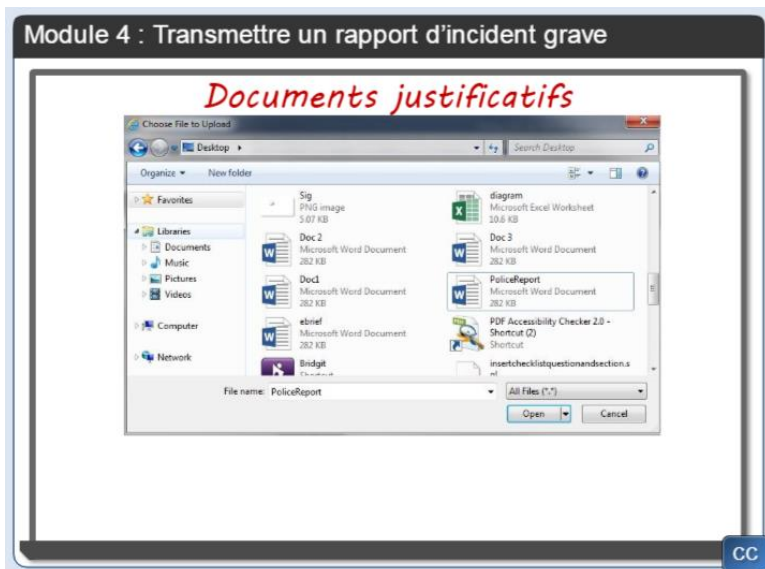 Module 4 : Transmettre un rapport d'incident grave
Documents justificatifs
Choose File to Upload
Desktop
Search Desktop
Organize
New folder
Favorites
Libraries
Documents
Music
Pictures
Videos
Computer
Network
Sig
PNG image
5.07 KB
diagram
Microsoft Excel Worksheet
10.6 KB
Doc 2
Microsoft Word Document
282 KB
Doc 3
Microsoft Word Document
282 KB
Doc1
Microsoft Word Document
282 KB
PoliceReport
Microsoft Word Document
282 KB
ebrief
Microsoft Word Document
282 KB
PDF Accessibility Checker 2.0 -
Shortcut (2)
Shortcut
Bridgit
insertchecklistquestionandsection.s
File name: PoliceReport
All Files (*.*)
Open
Cancel
CC